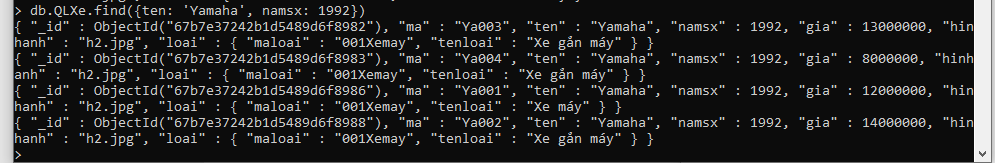 > db.QLXe.find({ten: 'Yamaha', namsx: 1992})
{ "_id" : ObjectId("67b7e37242b1d5489d6f8982"), "ma" : "Ya003", "ten" : "Yamaha", "namsx" : 1992, "gia" : 13000000, "hin
hanh" : "h2.jpg", "loai" : { "maloai" : "001Xemay", "tenloai" : "Xe gắn máy" } }
{ "_id" : ObjectId("67b7e37242b1d5489d6f8983"), "ma" : "Ya004", "ten" : "Yamaha", "namsx" : 1992, "gia" : 8000000, "hinh
anh" : "h2.jpg", "loai" : { "maloai" : "001Xemay", "tenloai" : "Xe gắn máy" } }
{ "_id" : ObjectId("67b7e37242b1d5489d6f8986"), "ma" : "Ya001", "ten" : "Yamaha", "namsx" : 1992, "gia" : 12000000, "hin
hanh" : "h2.jpg", "loai" : { "maloai" : "001Xemay", "tenloai" : "Xe máy" } }
{ "_id" : ObjectId("67b7e37242b1d5489d6f8988"), "ma" : "Ya002", "ten" : "Yamaha", "namsx" : 1992, "gia" : 14000000, "hin
hanh" : "h2.jpg", "loai" : { "maloai" : "001Xemay", "tenloai" : "Xe gắn máy" } }
>